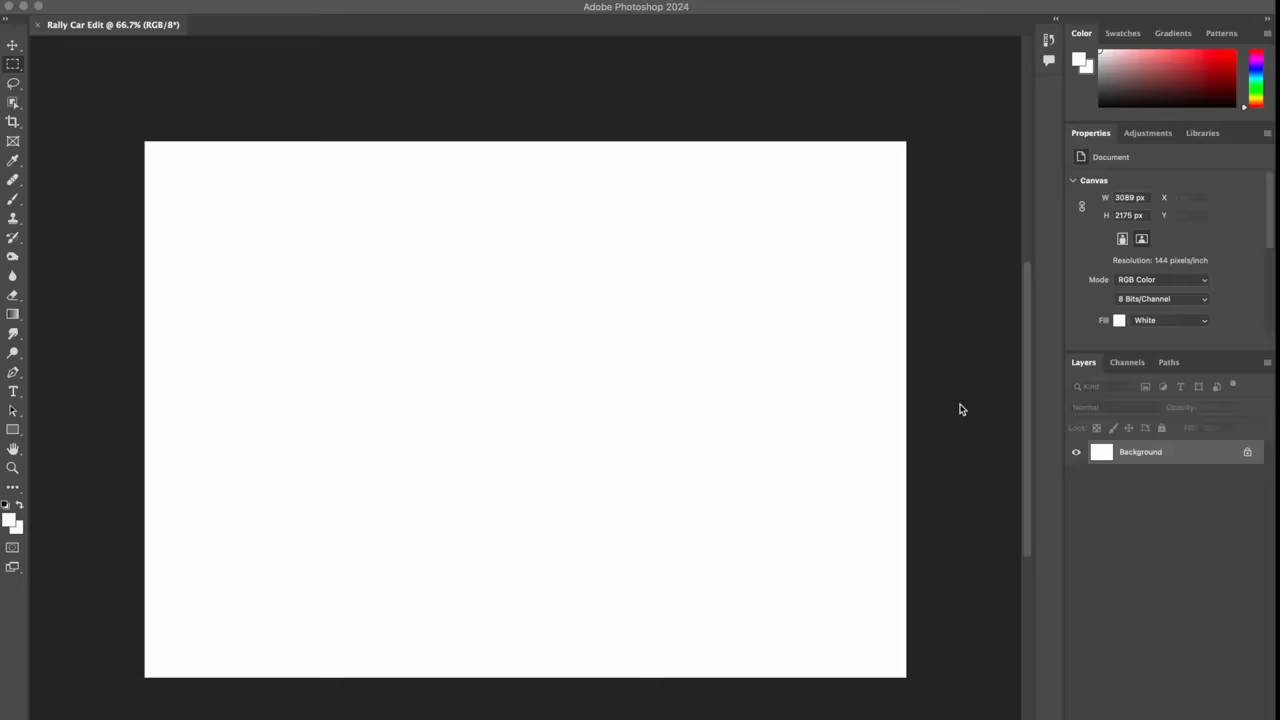 Adobe Photoshop 2024
Rally Car Edit @ 66.7% (RGB/8*)
Color Swatches Gradients Patterns
Properties Adjustments Libraries
Document
Canvas
W 3089 px X
H 2175 px Y
Resolution: 144 pixels/inch
Mode RGB Color
8 Bits/Channel
Fill White
Layers Channels Paths
Kind
Normal Opacity:
Lock: Fill:
Background